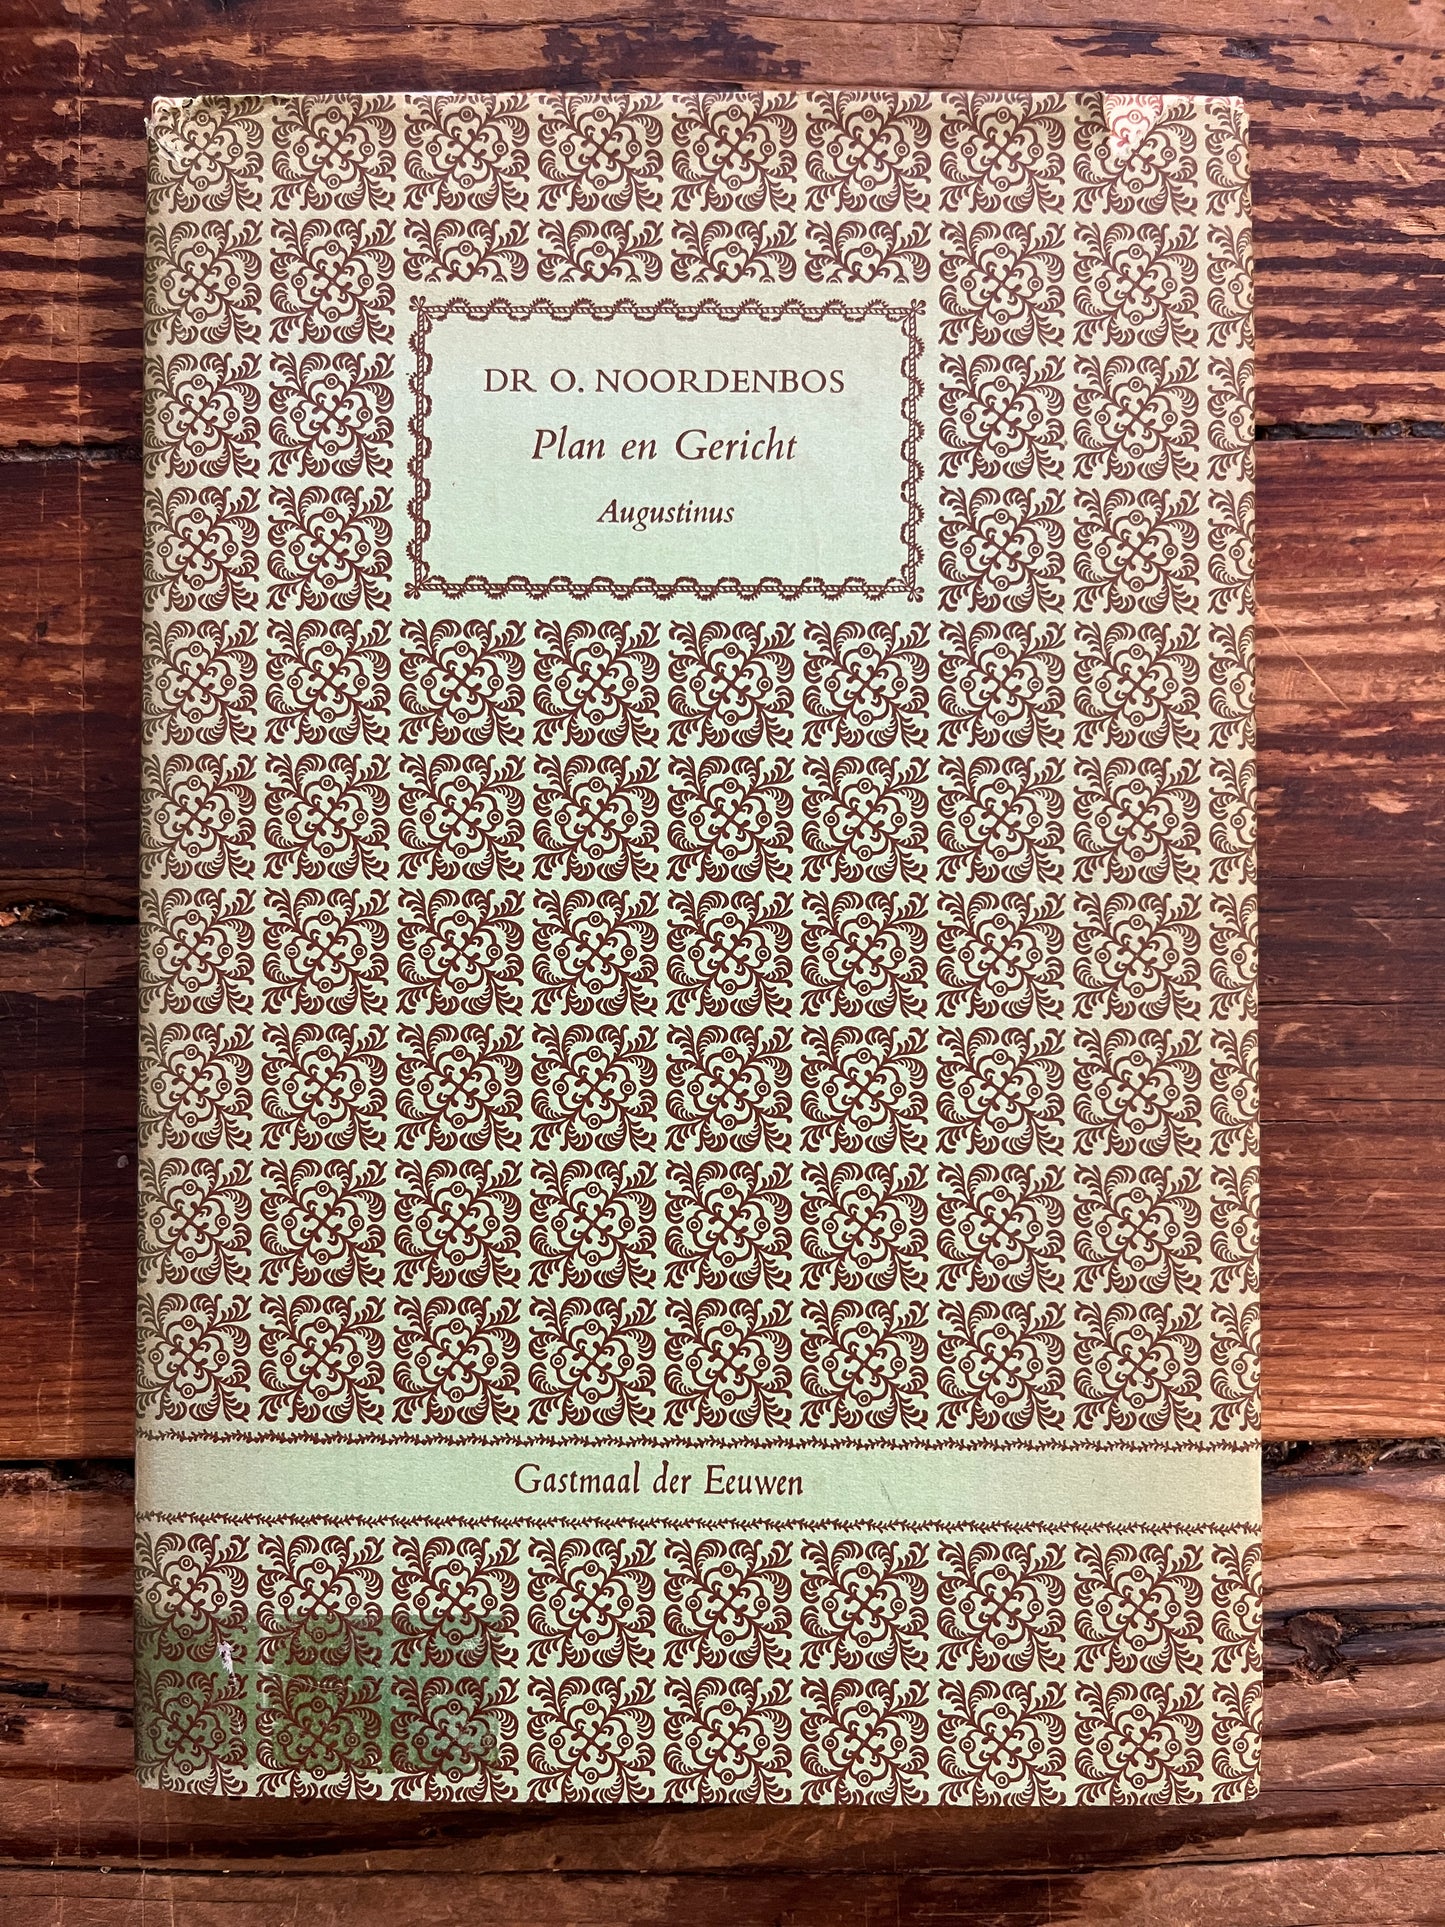 DR O. NOORDENBOS
Plan en Gericht
Augustinus
Gastmaal der Eeuwen